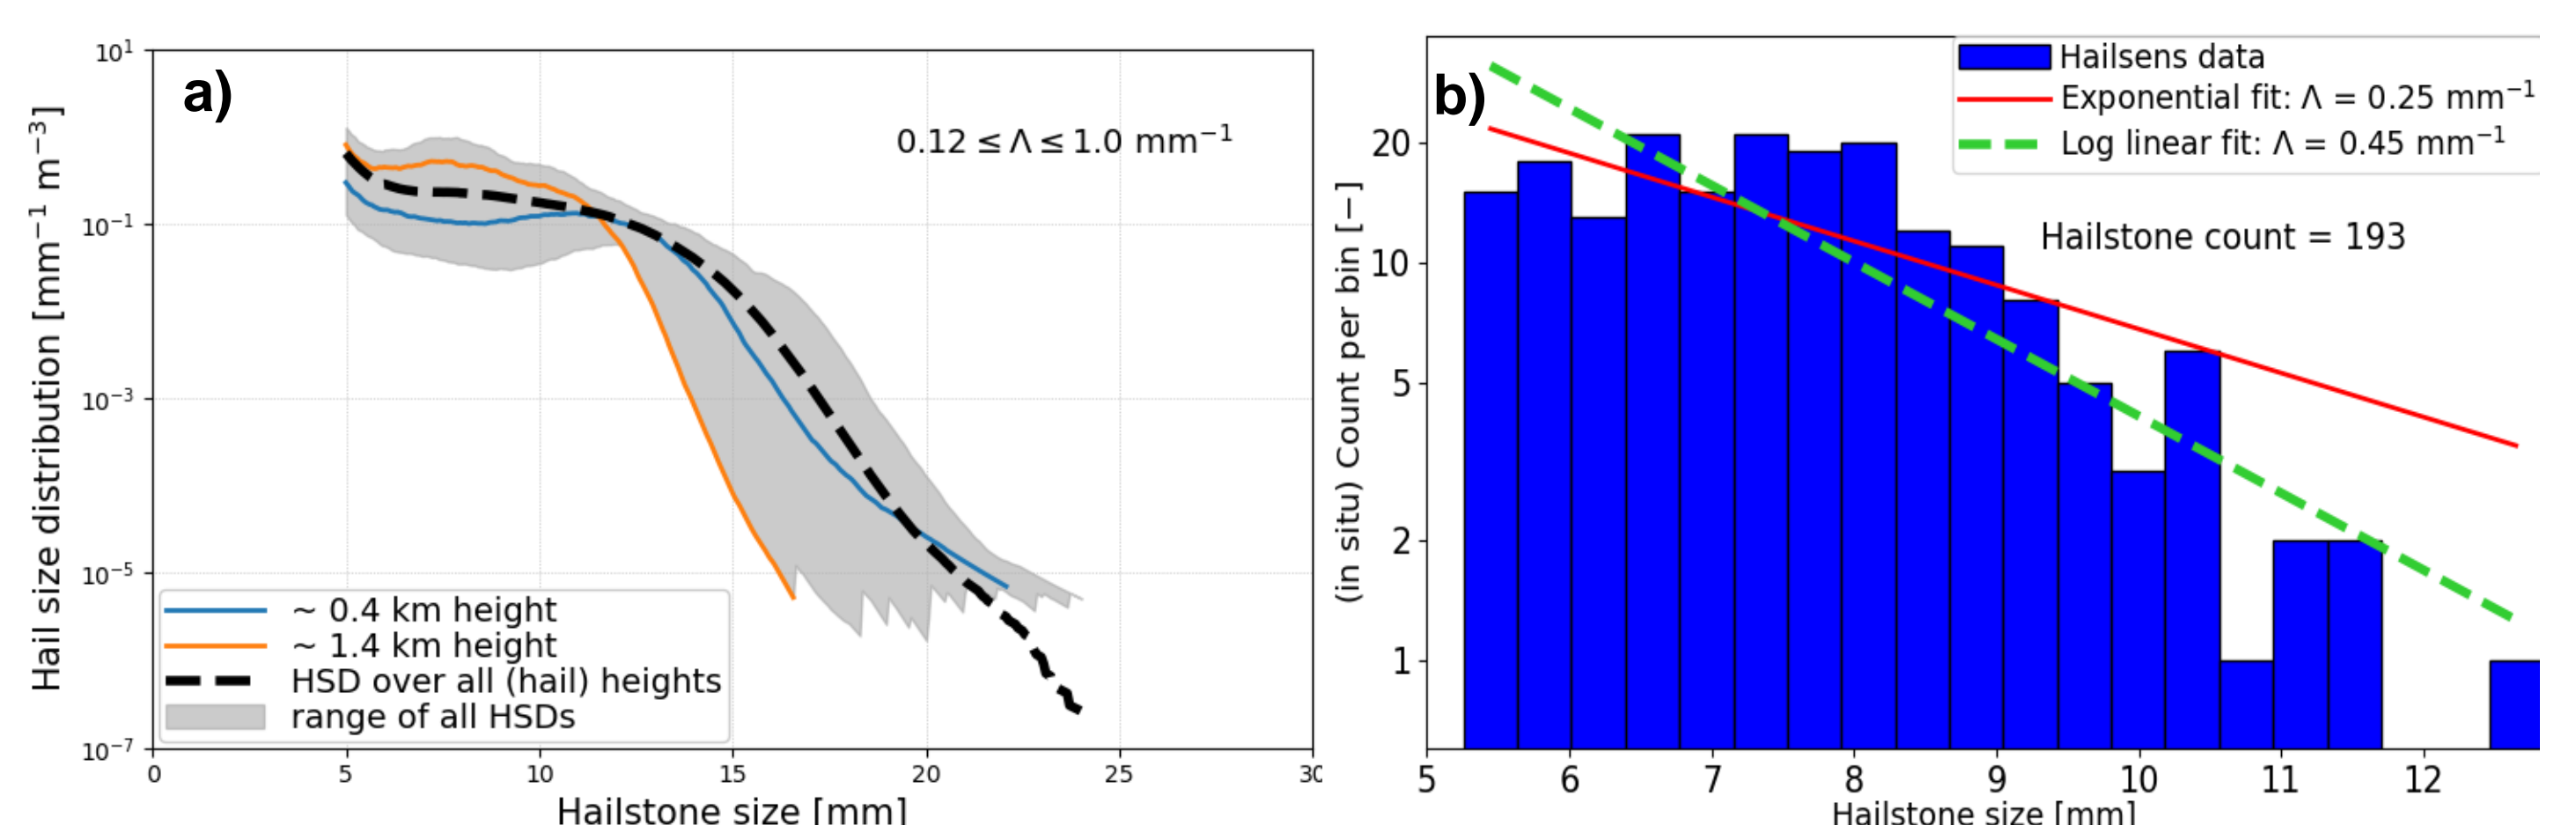 a)
Hail size distribution [mm⁻¹ m⁻³]
10¹
10⁻¹
10⁻³
10⁻⁵
10⁻⁷
0.12 ≤ Λ ≤ 1.0 mm⁻¹
~ 0.4 km height
~ 1.4 km height
HSD over all (hail) heights
range of all HSDs
0 5 10 15 20 25 30
Hailstone size [mm]
b)
(in situ) Count per bin [−]
20
10
5
2
1
Hailsens data
Exponential fit: Λ = 0.25 mm⁻¹
Log linear fit: Λ = 0.45 mm⁻¹
Hailstone count = 193
5 6 7 8 9 10 11 12
Hailstone size [mm]